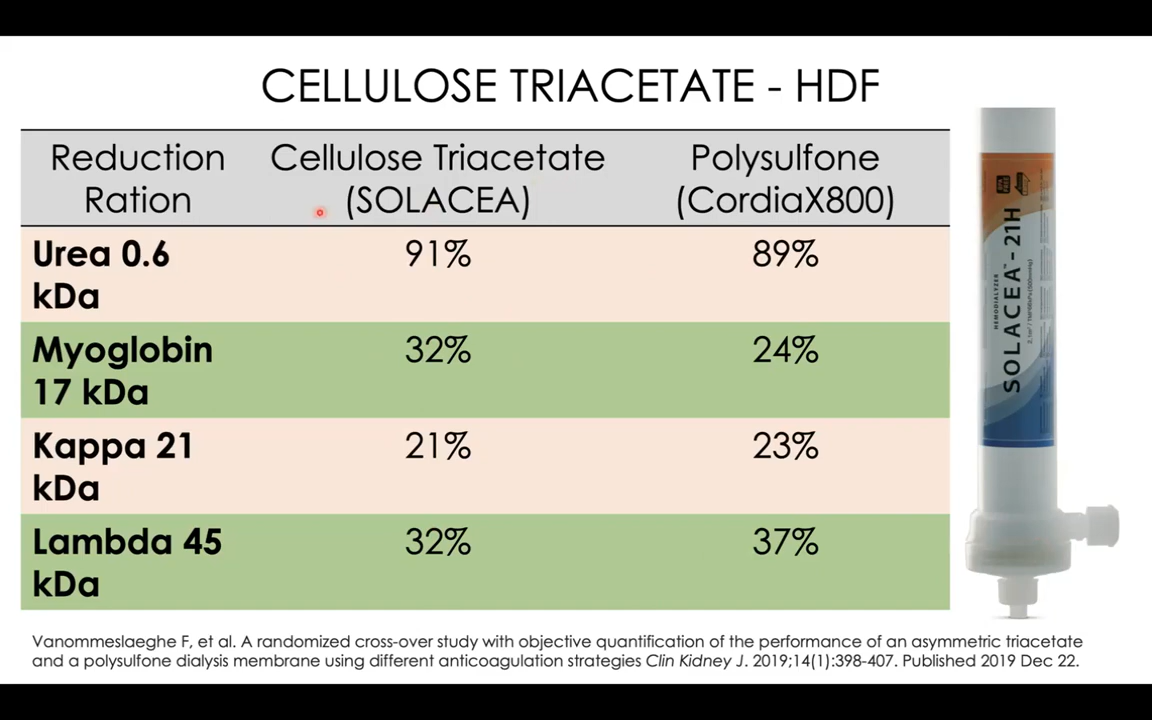 CELLULOSE TRIACETATE - HDF
Reduction Ration
Cellulose Triacetate (SOLACEA)
Polysulfone (CordiaX800)
Urea 0.6 kDa
91%
89%
Myoglobin 17 kDa
32%
24%
Kappa 21 kDa
21%
23%
Lambda 45 kDa
32%
37%
SOLACEA™ - 21H
HEMODIALYZER
Vanommeslaeghe F, et al. A randomized cross-over study with objective quantification of the performance of an asymmetric triacetate
and a polysulfone dialysis membrane using different anticoagulation strategies Clin Kidney J. 2019;14(1):398-407. Published 2019 Dec 22.